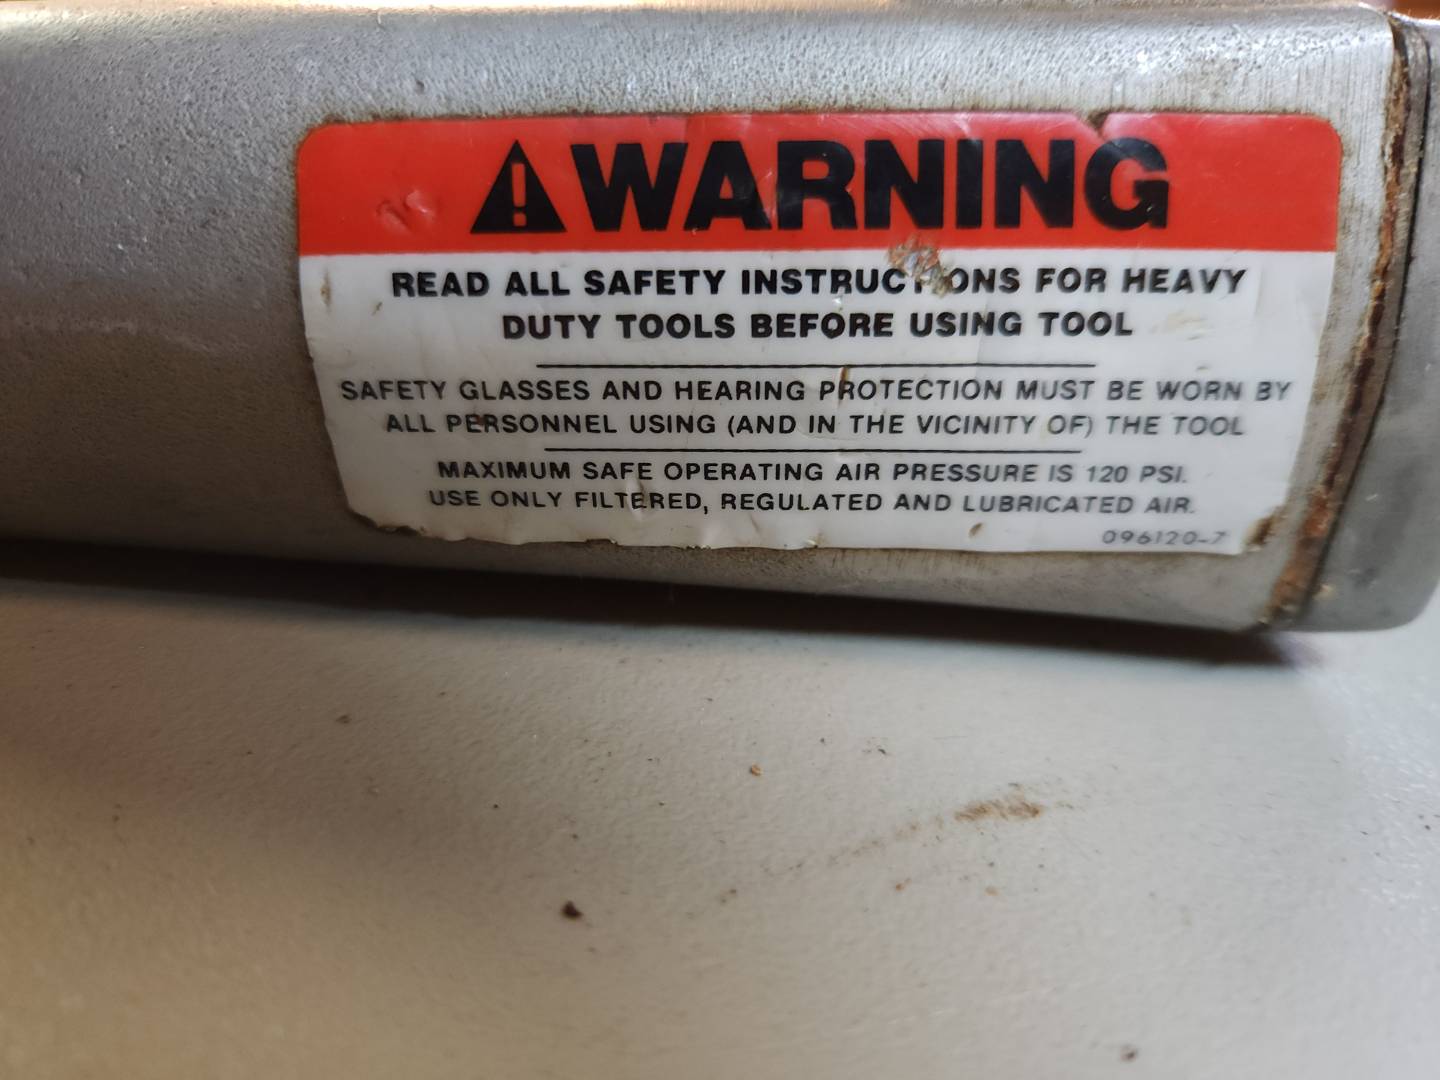 WARNING
READ ALL SAFETY INSTRUCTIONS FOR HEAVY
DUTY TOOLS BEFORE USING TOOL
SAFETY GLASSES AND HEARING PROTECTION MUST BE WORN BY
ALL PERSONNEL USING (AND IN THE VICINITY OF) THE TOOL
MAXIMUM SAFE OPERATING AIR PRESSURE IS 120 PSI.
USE ONLY FILTERED, REGULATED AND LUBRICATED AIR.
096120-7